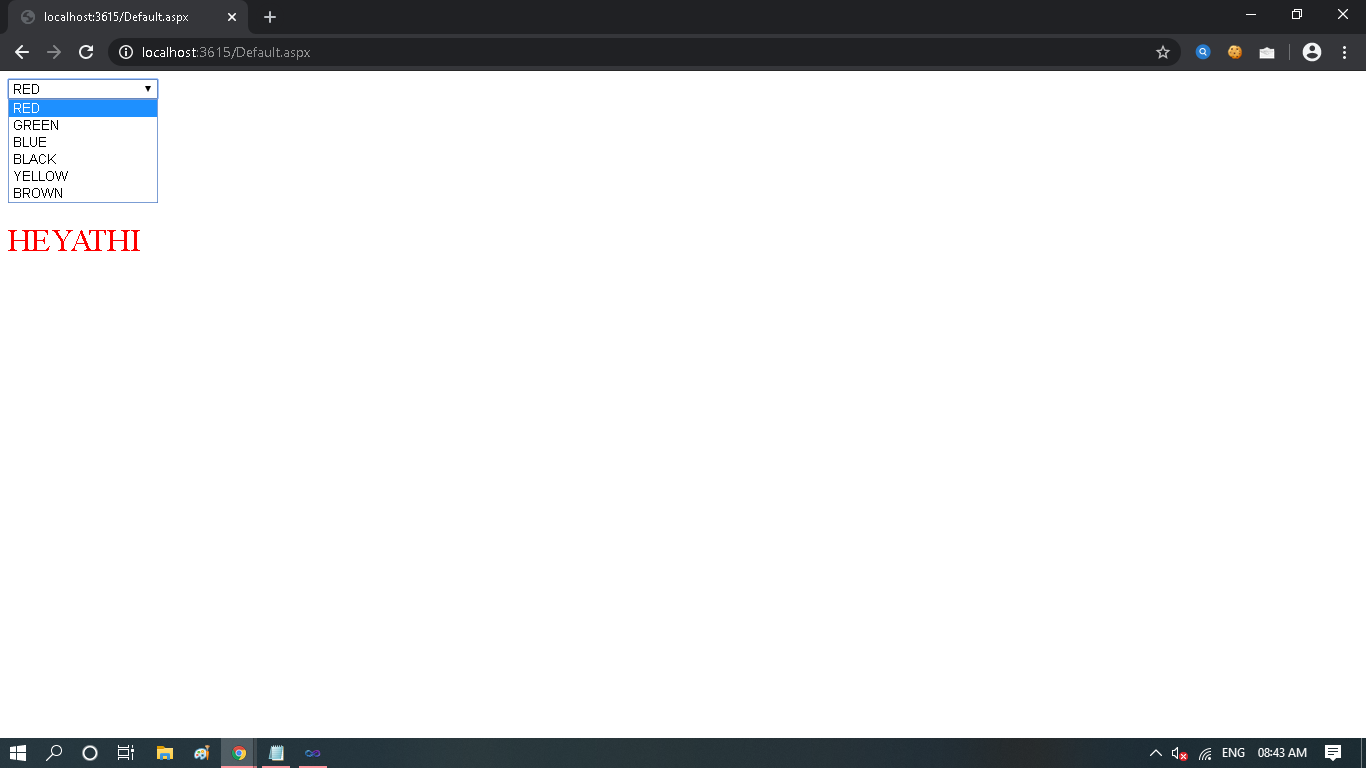 localhost:3615/Default.aspx
localhost:3615/Default.aspx
RED
RED
GREEN
BLUE
BLACK
YELLOW
BROWN
HEYATHI
ENG 08:43 AM